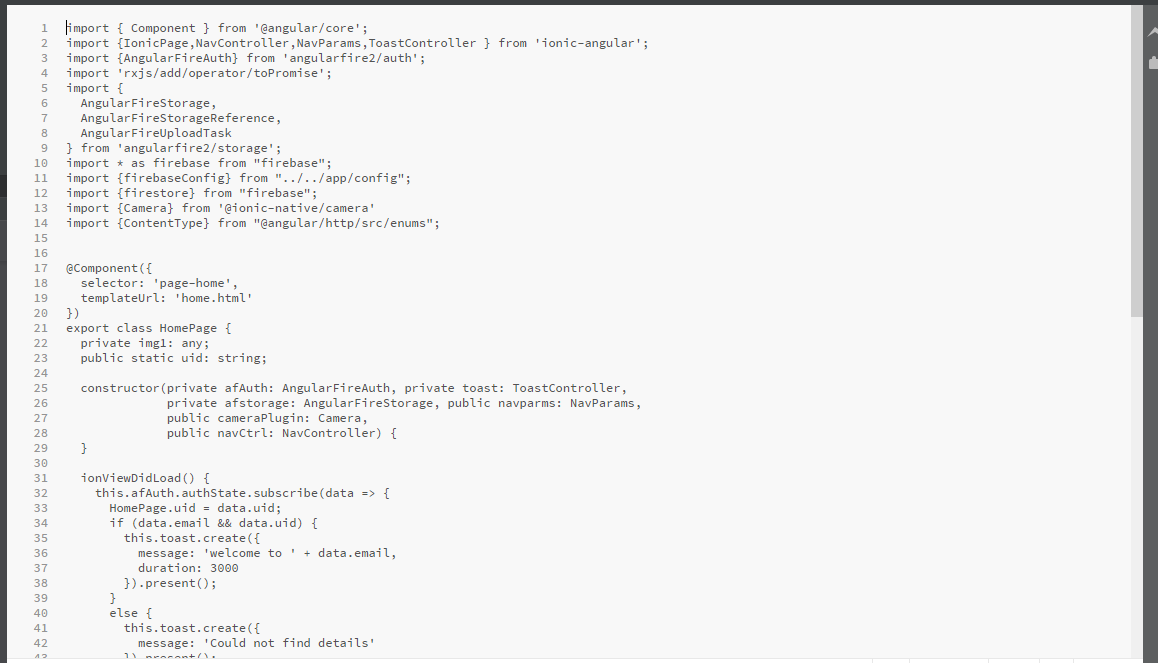 1 import { Component } from '@angular/core';
2 import {IonicPage,NavController,NavParams,ToastController } from 'ionic-angular';
3 import {AngularFireAuth} from 'angularfire2/auth';
4 import 'rxjs/add/operator/toPromise';
5 import {
6 AngularFireStorage,
7 AngularFireStorageReference,
8 AngularFireUploadTask
9 } from 'angularfire2/storage';
10 import * as firebase from "firebase";
11 import {firebaseConfig} from "../../app/config";
12 import {firestore} from "firebase";
13 import {Camera} from '@ionic-native/camera'
14 import {ContentType} from "@angular/http/src/enums";
15
16
17 @Component({
18 selector: 'page-home',
19 templateUrl: 'home.html'
20 })
21 export class HomePage {
22 private img1: any;
23 public static uid: string;
24
25 constructor(private afAuth: AngularFireAuth, private toast: ToastController,
26 private afstorage: AngularFireStorage, public navparms: NavParams,
27 public cameraPlugin: Camera,
28 public navCtrl: NavController) {
29 }
30
31 ionViewDidLoad() {
32 this.afAuth.authState.subscribe(data => {
33 HomePage.uid = data.uid;
34 if (data.email && data.uid) {
35 this.toast.create({
36 message: 'welcome to ' + data.email,
37 duration: 3000
38 }).present();
39 }
40 else {
41 this.toast.create({
42 message: 'Could not find details'
43 }).present();